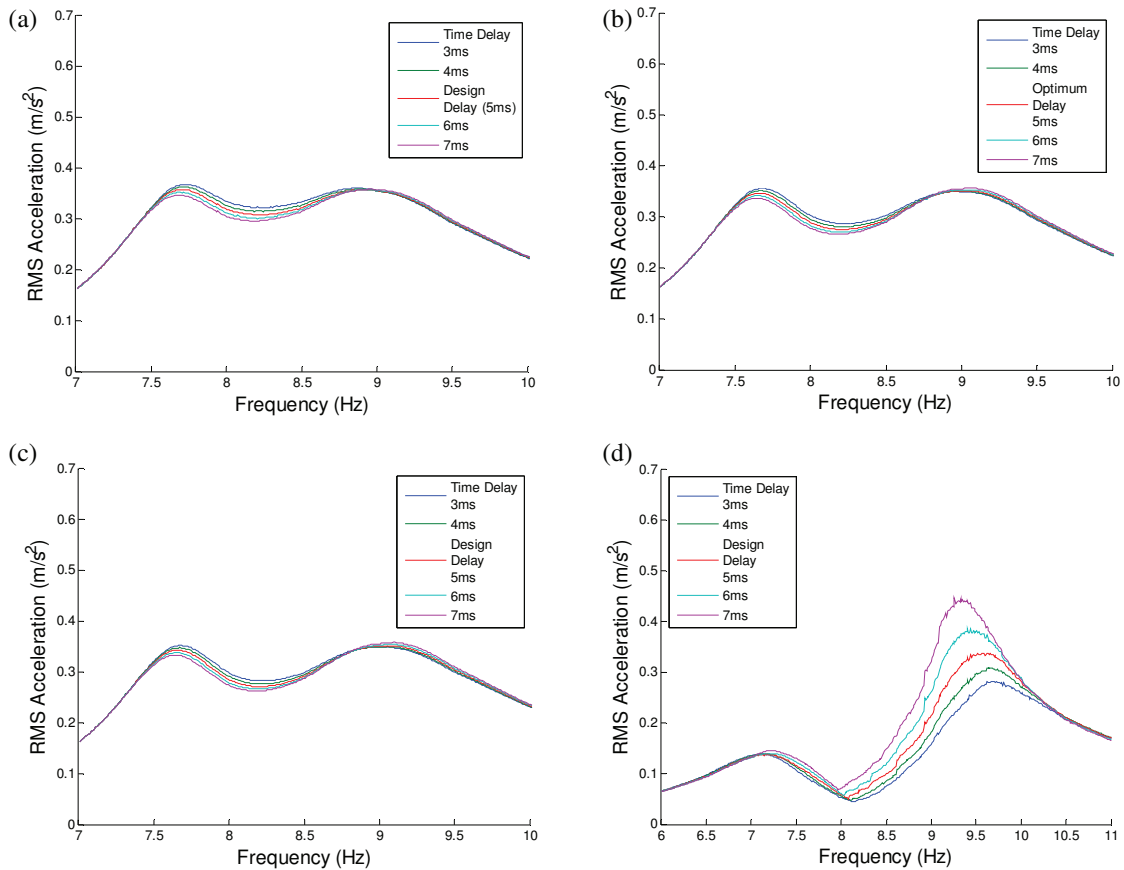 (a)
0.7
0.6
0.5
0.4
0.3
0.2
0.1
0
RMS Acceleration (m/s²)
7
7.5
8
8.5
9
9.5
10
Frequency (Hz)
Time Delay
3ms
4ms
Design
Delay (5ms)
6ms
7ms
(b)
0.7
0.6
0.5
0.4
0.3
0.2
0.1
0
RMS Acceleration (m/s²)
7
7.5
8
8.5
9
9.5
10
Frequency (Hz)
Time Delay
3ms
4ms
Optimum
Delay
5ms
6ms
7ms
(c)
0.7
0.6
0.5
0.4
0.3
0.2
0.1
0
RMS Acceleration (m/s²)
7
7.5
8
8.5
9
9.5
10
Frequency (Hz)
Time Delay
3ms
4ms
Design
Delay
5ms
6ms
7ms
(d)
0.7
0.6
0.5
0.4
0.3
0.2
0.1
0
RMS Acceleration (m/s²)
6
6.5
7
7.5
8
8.5
9
9.5
10
10.5
11
Frequency (Hz)
Time Delay
3ms
4ms
Design
Delay
5ms
6ms
7ms